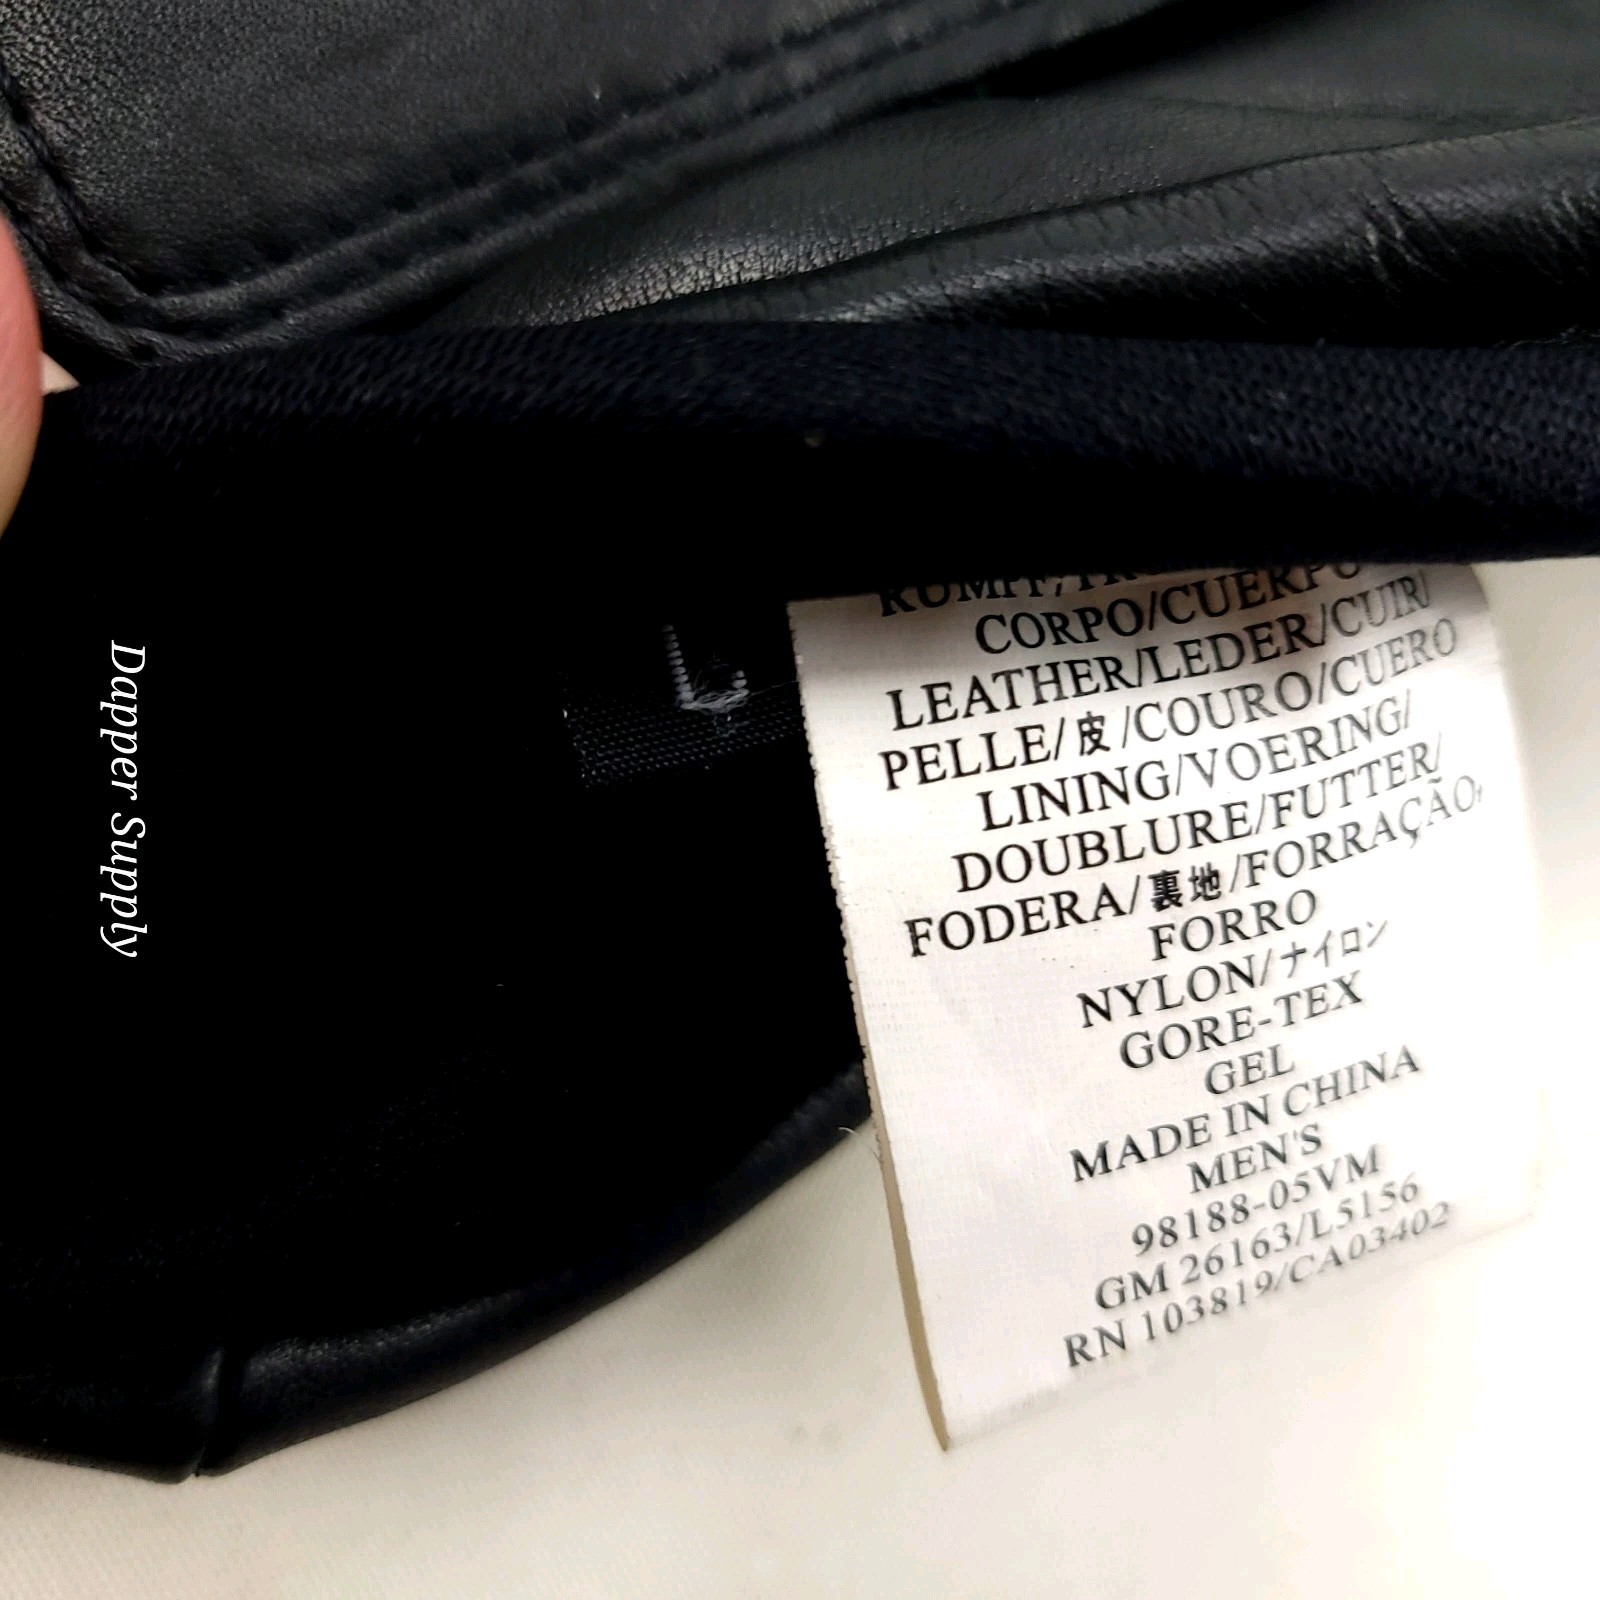 Dapper Supply
L
CORPO/CUERPO
LEATHER/LEDER/CUIR/
PELLE/皮/COURO/CUERO
LINING/VOERING/
DOUBLURE/FUTTER/
FODERA/裏地/FORRAÇÃO,
FORRO
NYLON/ナイロン
GORE-TEX
GEL
MADE IN CHINA
MEN'S
98188-05VM
GM 26163/L5156
RN 103819/CA03402